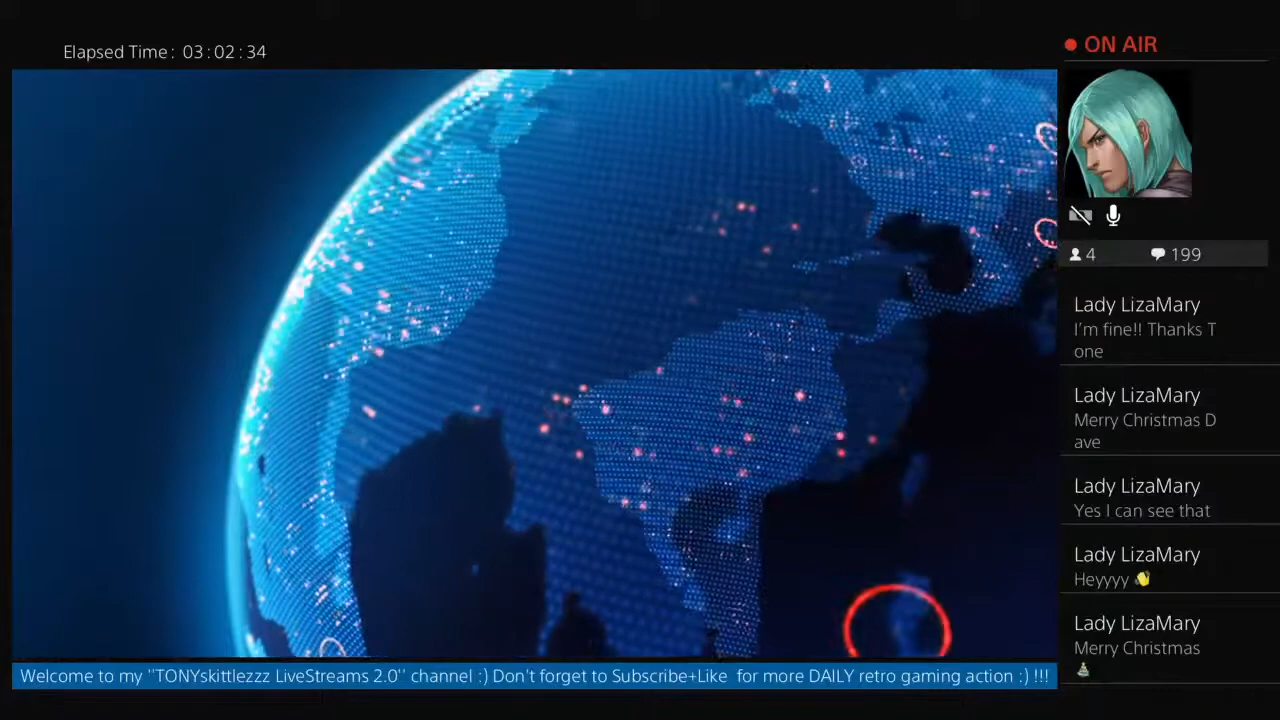 Elapsed Time: 03:02:34
ON AIR
4 199
Lady LizaMary
I'm fine!! Thanks T
one
Lady LizaMary
Merry Christmas D
ave
Lady LizaMary
Yes I can see that
Lady LizaMary
Heyyyy 👋
Lady LizaMary
Merry Christmas
🎄
Welcome to my "TONYskittlezzz LiveStreams 2.0" channel :) Don't forget to Subscribe+Like for more DAILY retro gaming action :) !!!